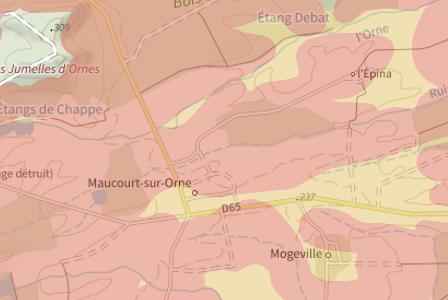 Bois
Étang Debat
l'Orne
309
s Jumelles d'Ornes
l'Épina
Étangs de Chappe
Rui
ge détruit)
Maucourt-sur-Orne
D65
237
Mogeville